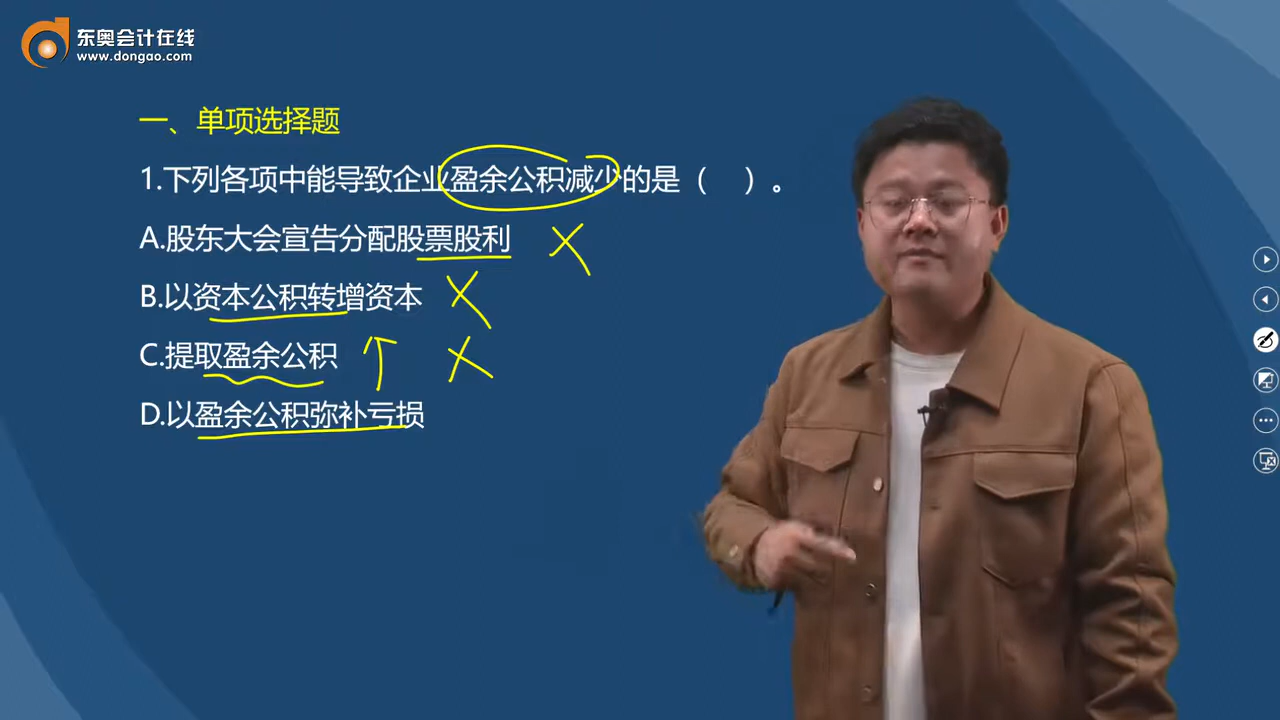 东奥会计在线
www.dongao.com
一、单项选择题
1.下列各项中能导致企业盈余公积减少的是（ ）。
A.股东大会宣告分配股票股利
B.以资本公积转增资本
C.提取盈余公积
D.以盈余公积弥补亏损